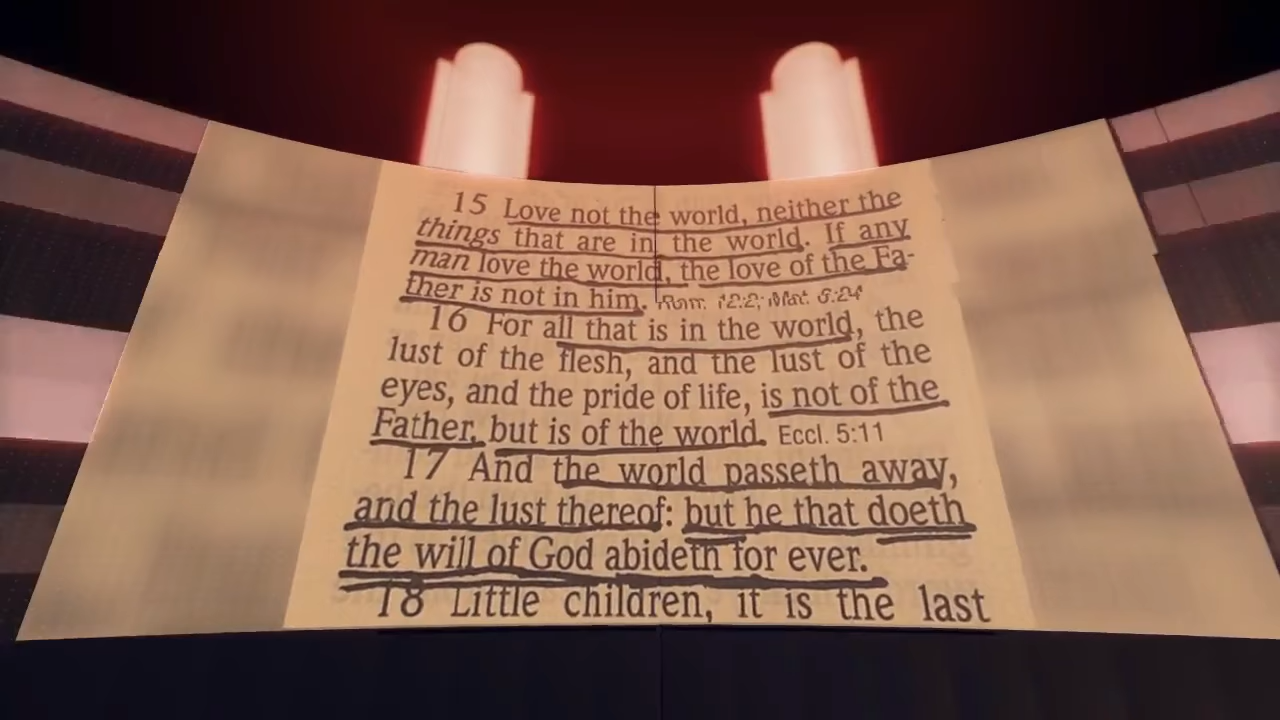 15 Love not the world, neither the
things that are in the world. If any
man love the world, the love of the Fa-
ther is not in him. Rom. 12:2; Mat. 6:24
16 For all that is in the world, the
lust of the flesh, and the lust of the
eyes, and the pride of life, is not of the
Father, but is of the world. Eccl. 5:11
17 And the world passeth away,
and the lust thereof: but he that doeth
the will of God abideth for ever.
18 Little children, it is the last